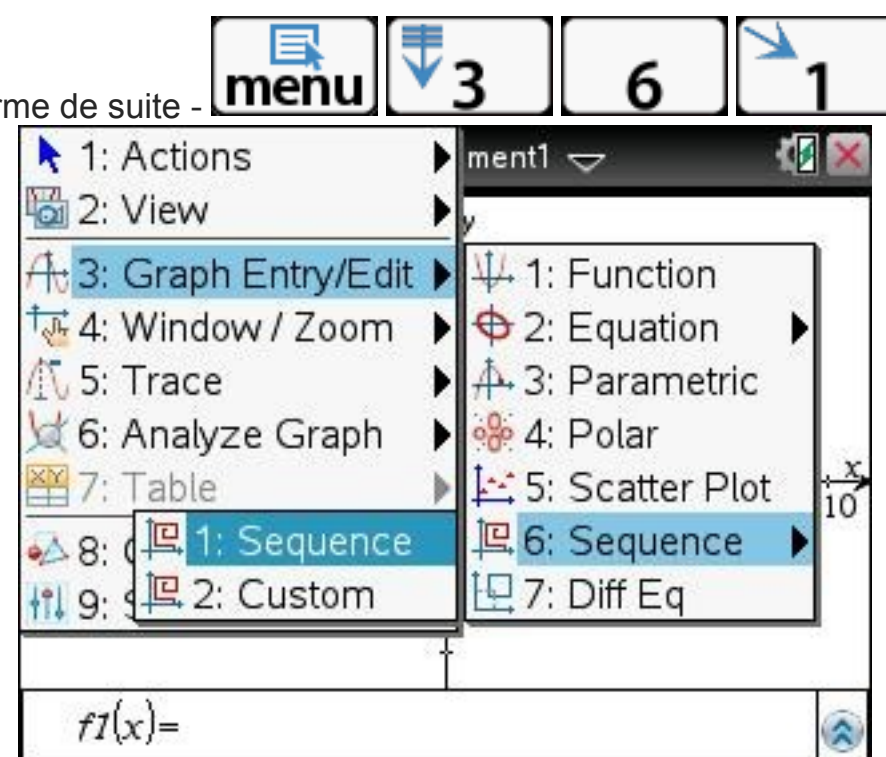 rme de suite - menu 3 6 1
1: Actions
2: View
3: Graph Entry/Edit
4: Window / Zoom
5: Trace
6: Analyze Graph
7: Table
8:
9:
ment1
y
1: Function
2: Equation
3: Parametric
4: Polar
5: Scatter Plot
6: Sequence
7: Diff Eq
1: Sequence
2: Custom
x
10
f1(x)=